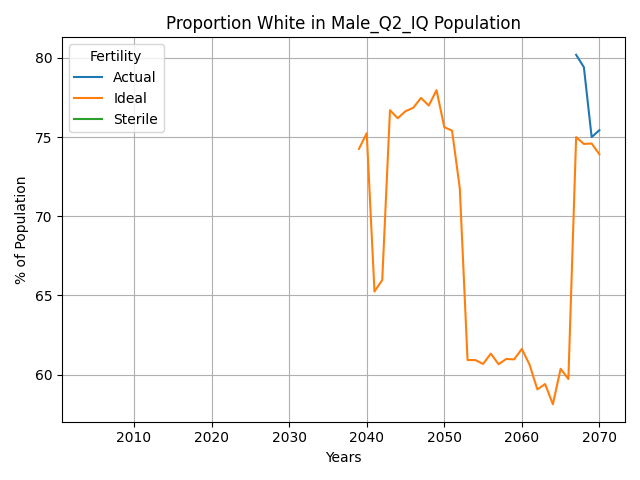 Proportion White in Male_Q2_IQ Population
Fertility
Actual
Ideal
Sterile
% of Population
80
75
70
65
60
2010 2020 2030 2040 2050 2060 2070
Years